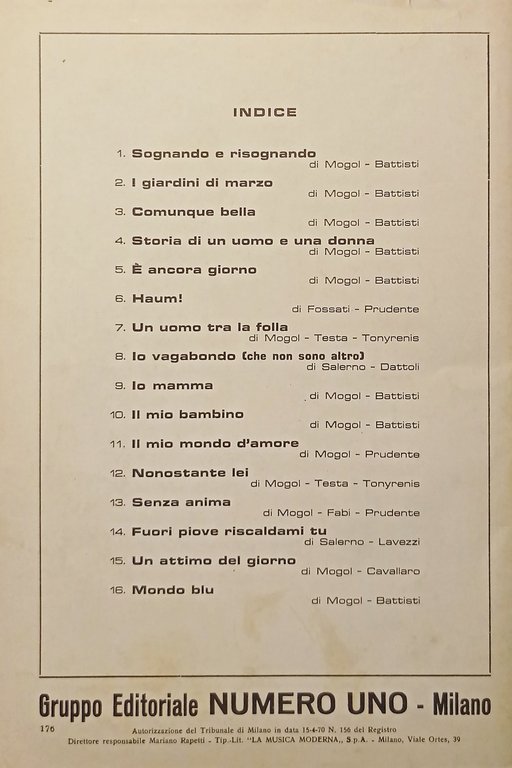 INDICE
1. Sognando e risognando
di Mogol - Battisti
2. I giardini di marzo
di Mogol - Battisti
3. Comunque bella
di Mogol - Battisti
4. Storia di un uomo e una donna
di Mogol - Battisti
5. È ancora giorno
di Mogol - Battisti
6. Haum!
di Fossati - Prudente
7. Un uomo tra la folla
di Mogol - Testa - Tonyrenis
8. Io vagabondo (che non sono altro)
di Salerno - Dattoli
9. Io mamma
di Mogol - Battisti
10. Il mio bambino
di Mogol - Battisti
11. Il mio mondo d'amore
di Mogol - Prudente
12. Nonostante lei
di Mogol - Testa - Tonyrenis
13. Senza anima
di Mogol - Fabi - Prudente
14. Fuori piove riscaldami tu
di Salerno - Lavezzi
15. Un attimo del giorno
di Mogol - Cavallaro
16. Mondo blu
di Mogol - Battisti
Gruppo Editoriale NUMERO UNO - Milano
176
Autorizzazione del Tribunale di Milano in data 15-4-70 N. 156 del Registro
Direttore responsabile Mariano Rapetti - Tip.-Lit. "LA MUSICA MODERNA„ S.p.A. - Milano, Viale Ortes, 39